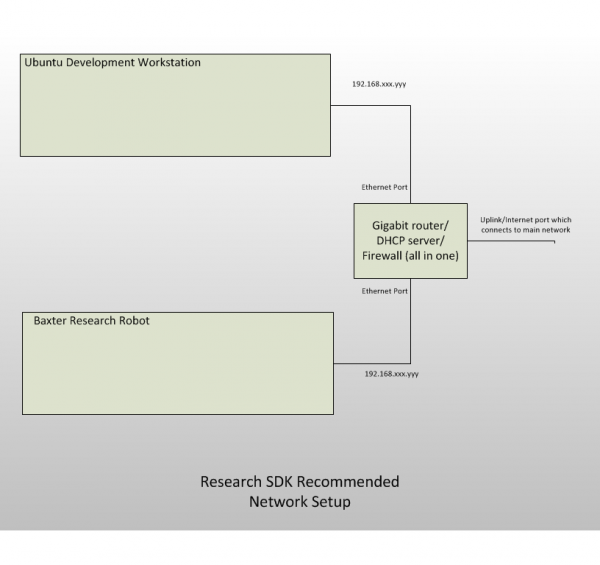 Ubuntu Development Workstation
192.168.xxx.yyy
Ethernet Port
Gigabit router/
DHCP server/
Firewall (all in one)
Uplink/Internet port which
connects to main network
Ethernet Port
Baxter Research Robot
192.168.xxx.yyy
Research SDK Recommended
Network Setup